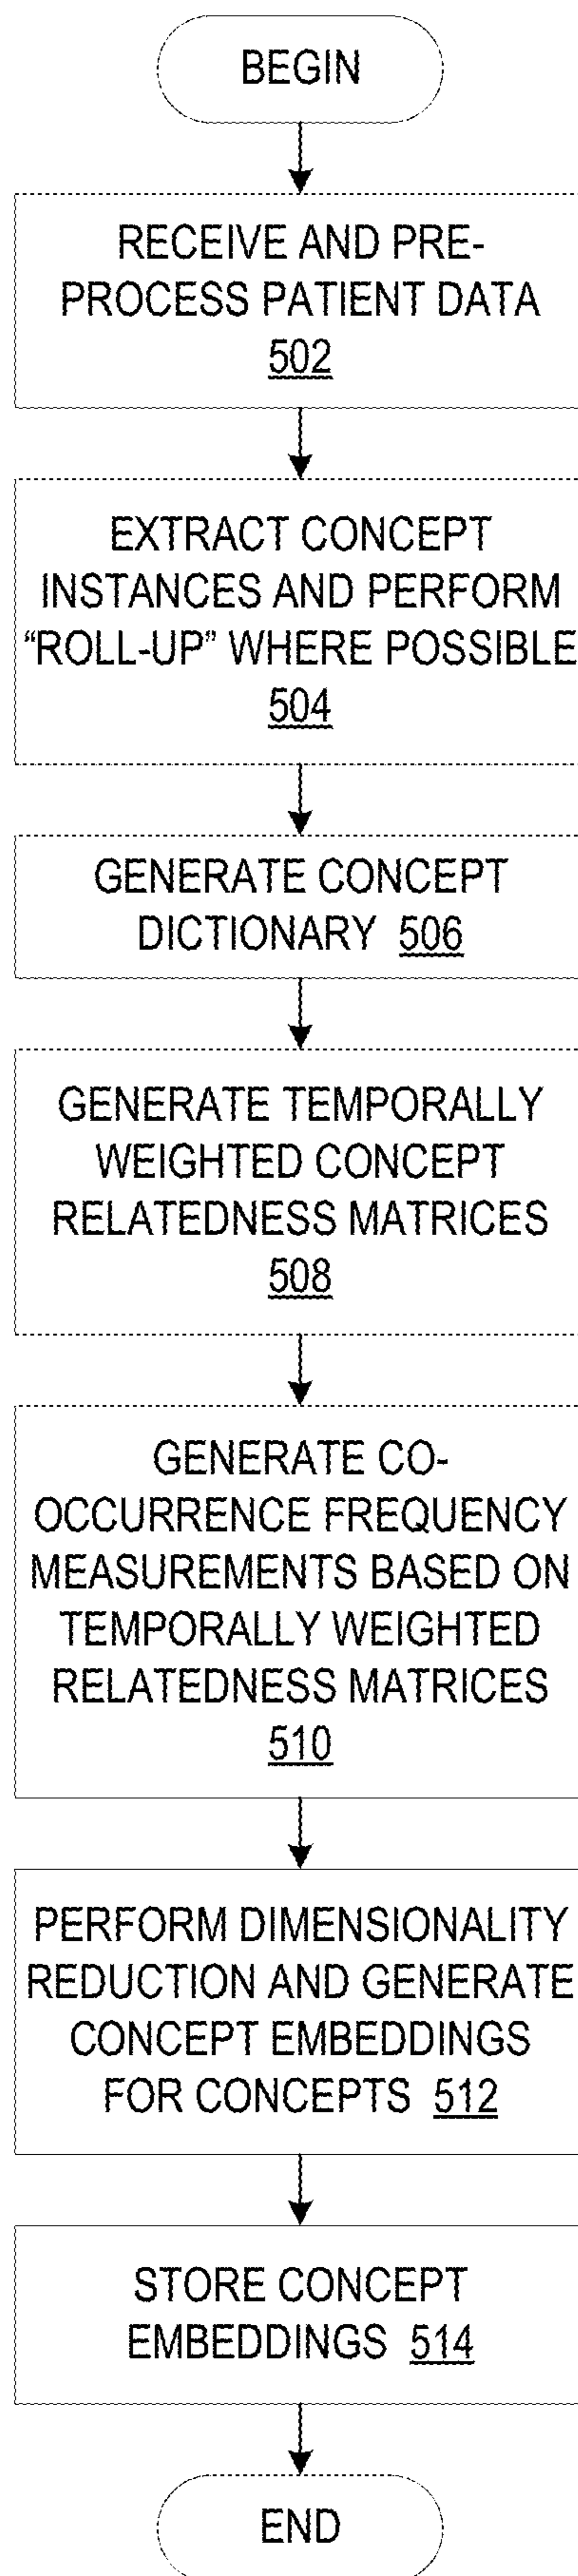 BEGIN
RECEIVE AND PRE-
PROCESS PATIENT DATA
502
EXTRACT CONCEPT
INSTANCES AND PERFORM
“ROLL-UP” WHERE POSSIBLE
504
GENERATE CONCEPT
DICTIONARY 506
GENERATE TEMPORALLY
WEIGHTED CONCEPT
RELATEDNESS MATRICES
508
GENERATE CO-
OCCURRENCE FREQUENCY
MEASUREMENTS BASED ON
TEMPORALLY WEIGHTED
RELATEDNESS MATRICES
510
PERFORM DIMENSIONALITY
REDUCTION AND GENERATE
CONCEPT EMBEDDINGS
FOR CONCEPTS 512
STORE CONCEPT
EMBEDDINGS 514
END